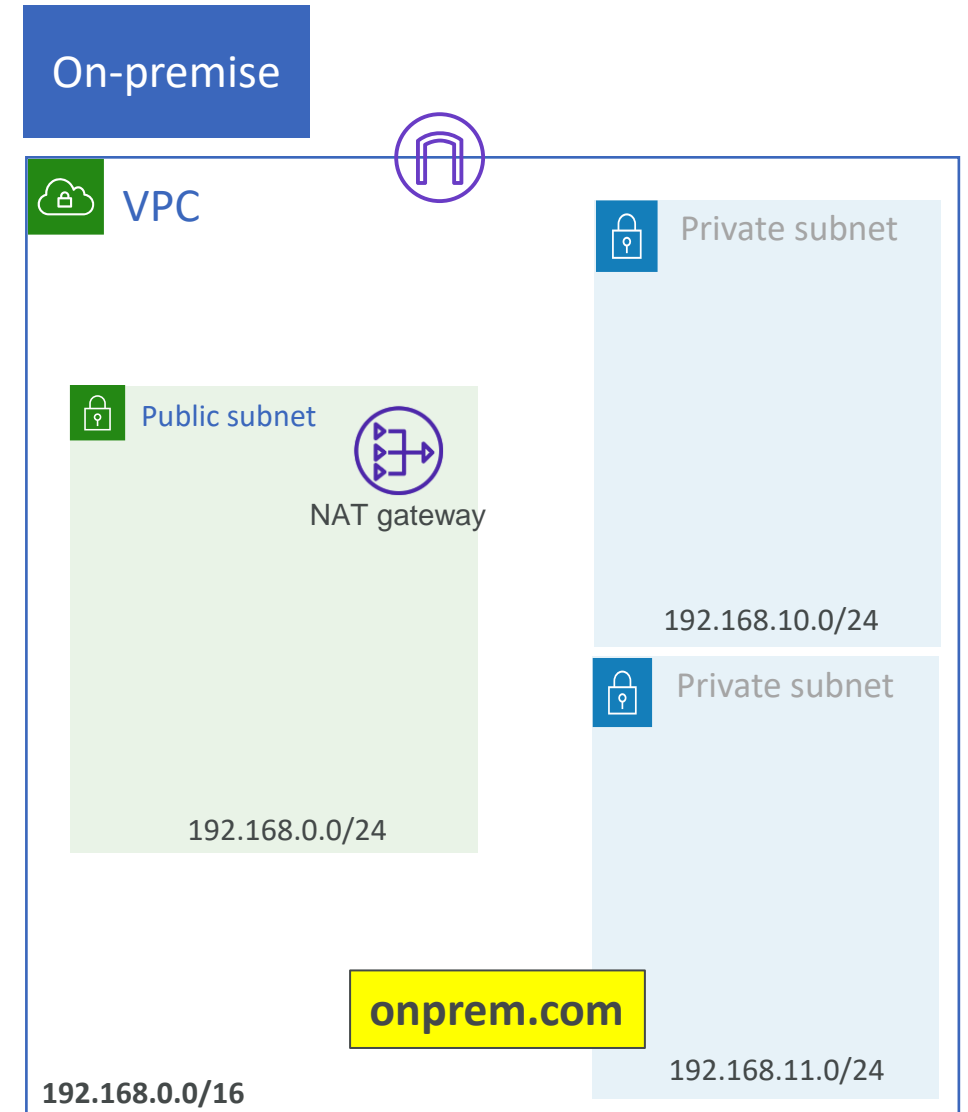 On-premise
VPC
Private subnet
Public subnet
NAT gateway
192.168.10.0/24
Private subnet
192.168.0.0/24
onprem.com
192.168.11.0/24
192.168.0.0/16